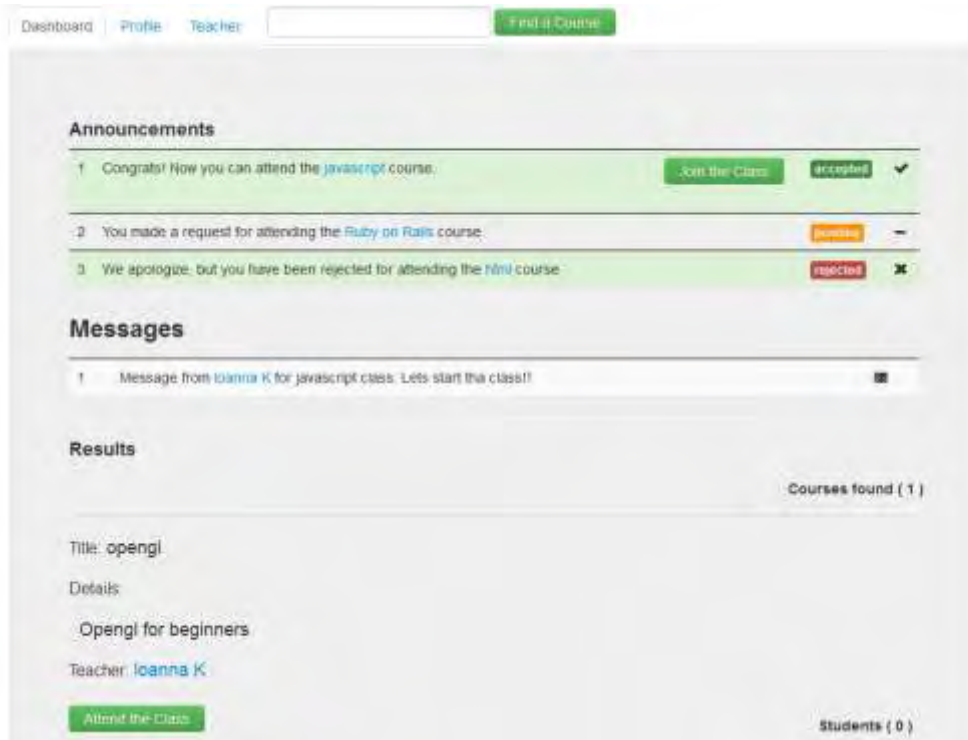 Dashboard Profile Teacher Find a Course
Announcements
1 Congrats! Now you can attend the javascript course. Join the Class accepted
2 You made a request for attending the Ruby on Rails course pending
3 We apologize, but you have been rejected for attending the html course rejected
Messages
1 Message from Ioanna K for javascript class. Lets start tha class!!
Results
Courses found ( 1 )
Title: opengl
Details
Opengl for beginners
Teacher: Ioanna K
Attend the Class
Students ( 0 )